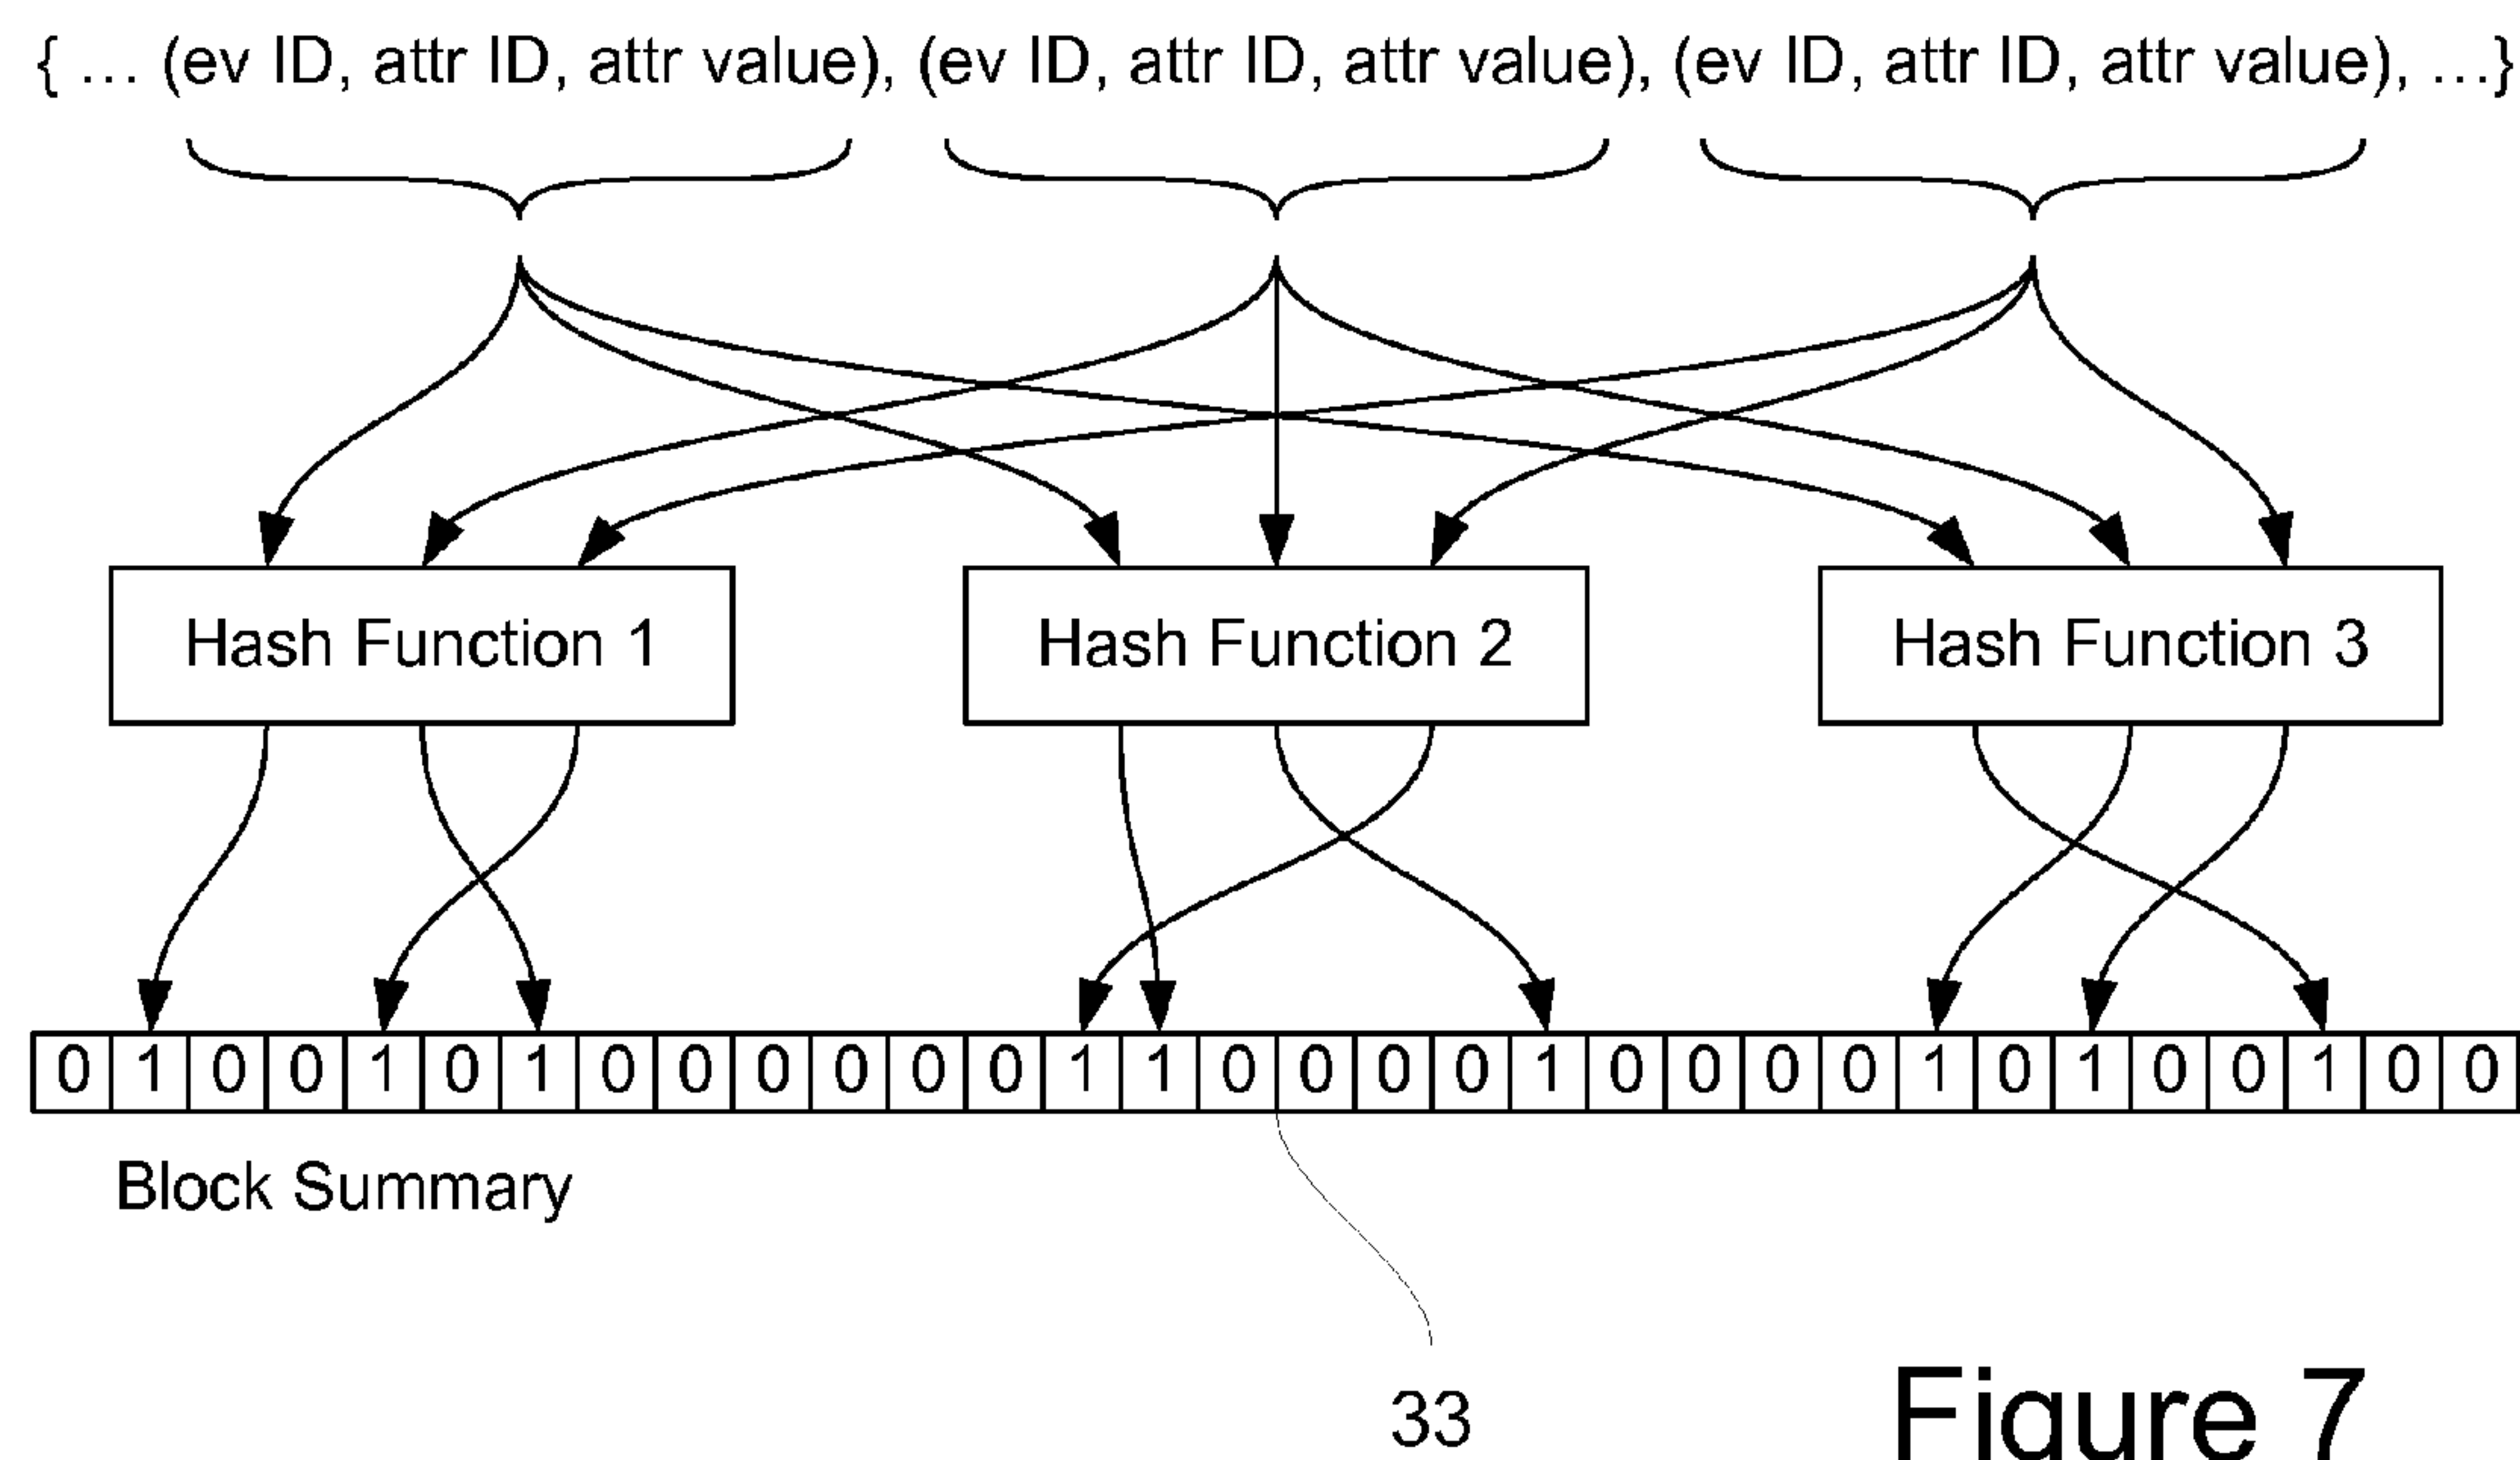 { ... (ev ID, attr ID, attr value), (ev ID, attr ID, attr value), (ev ID, attr ID, attr value), ...}
Hash Function 1 Hash Function 2 Hash Function 3
0 1 0 0 1 0 1 0 0 0 0 0 0 1 1 0 0 0 0 1 0 0 0 0 1 0 1 0 0 1 0 0
Block Summary
33
Figure 7